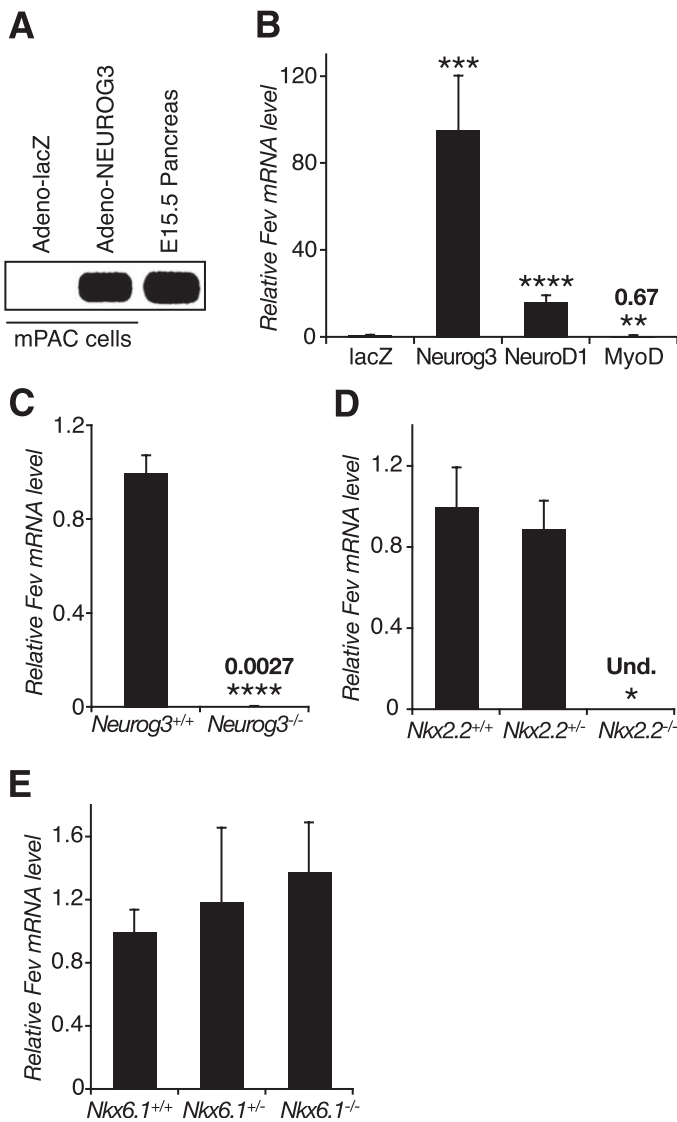 A
Adeno-lacZ
Adeno-NEUROG3
E15.5 Pancreas
mPAC cells
B
Relative Fev mRNA level
120
80
40
0
***
****
0.67
**
lacZ Neurog3 NeuroD1 MyoD
C
Relative Fev mRNA level
1.2
0.8
0.4
0
0.0027
****
Neurog3+/+ Neurog3-/-
D
Relative Fev mRNA level
1.2
0.8
0.4
0
Und.
*
Nkx2.2+/+ Nkx2.2+/- Nkx2.2-/-
E
Relative Fev mRNA level
1.6
1.2
0.8
0.4
0
Nkx6.1+/+ Nkx6.1+/- Nkx6.1-/-